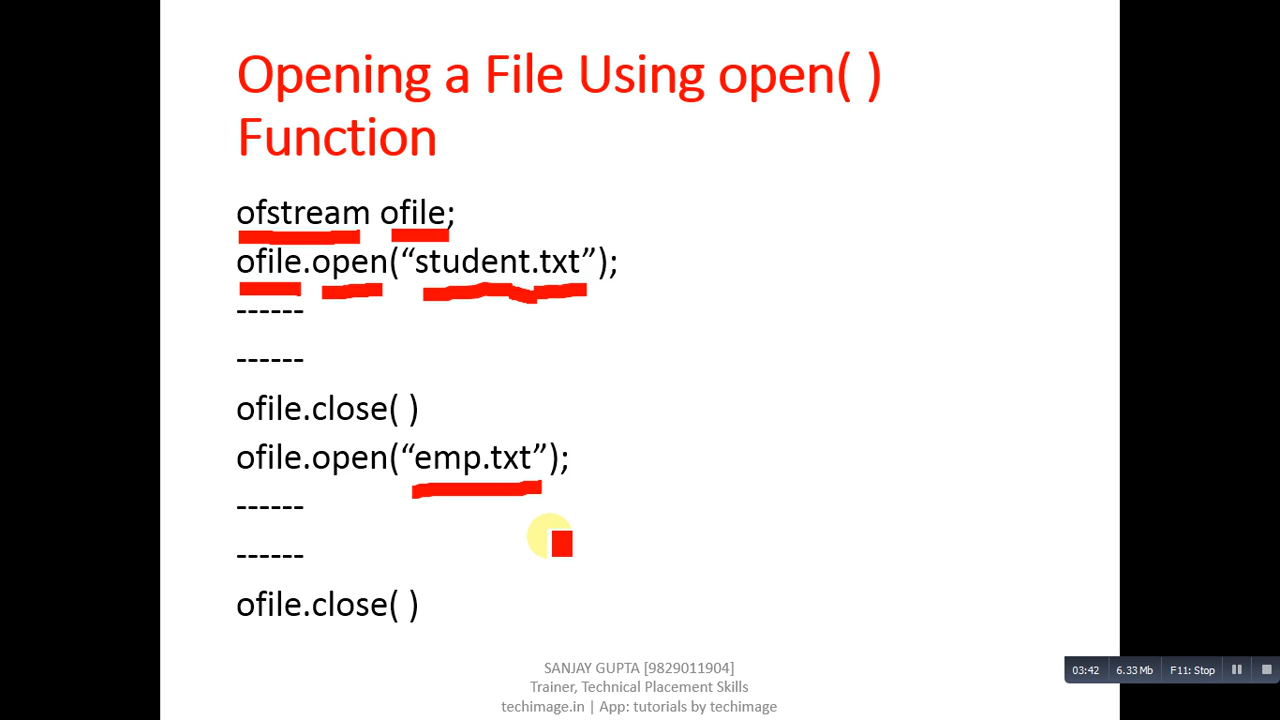 Opening a File Using open( )
Function
ofstream ofile;
ofile.open(“student.txt”);
------
------
ofile.close( )
ofile.open(“emp.txt”);
------
------
ofile.close( )
SANJAY GUPTA [9829011904]
Trainer, Technical Placement Skills
techimage.in | App: tutorials by techimage
03:42 6.33 Mb F11: Stop